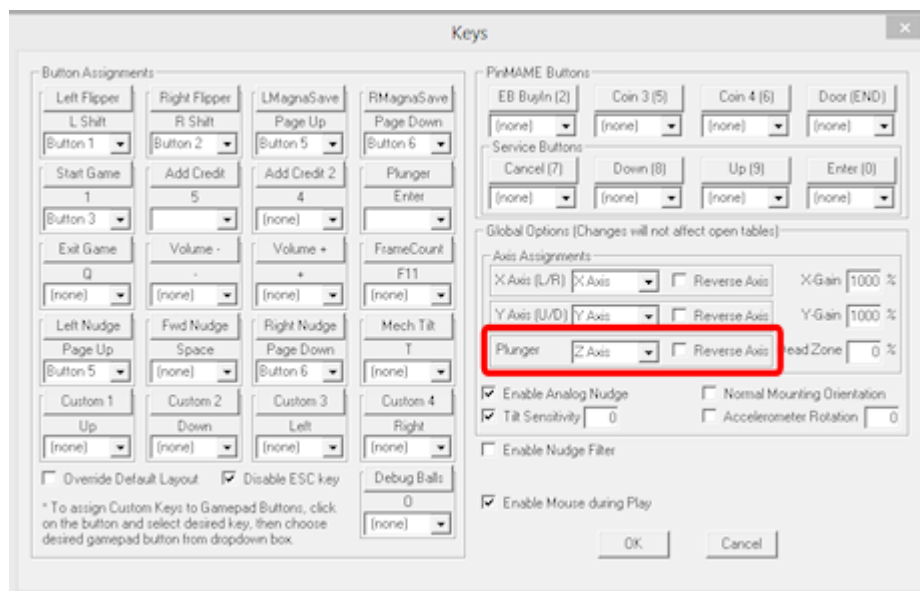 Keys
Button Assignments
Left Flipper Right Flipper LMagnaSave RMagnaSave
L Shift R Shift Page Up Page Down
Button 1 Button 2 Button 5 Button 6
Start Game Add Credit Add Credit 2 Plunger
1 5 4 Enter
Button 3 (none)
Exit Game Volume - Volume + FrameCount
Q - + F11
(none) (none) (none) (none)
Left Nudge Fwd Nudge Right Nudge Mech Tilt
Page Up Space Page Down T
Button 5 (none) Button 6 (none)
Custom 1 Custom 2 Custom 3 Custom 4
Up Down Left Right
(none) (none) (none) (none)
Override Default Layout Disable ESC key Debug Balls
O
(none)
* To assign Custom Keys to Gamepad Buttons, click
on the button and select desired key, then choose
desired gamepad button from dropdown box.
PinMAME Buttons
EB BuyIn (2) Coin 3 (5) Coin 4 (6) Door (END)
(none) (none) (none) (none)
Service Buttons
Cancel (7) Down (8) Up (9) Enter (0)
(none) (none) (none) (none)
Global Options (Changes will not affect open tables)
Axis Assignments
X Axis (L/R) X Axis Reverse Axis X-Gain 1000 %
Y Axis (U/D) Y Axis Reverse Axis Y-Gain 1000 %
Plunger Z Axis Reverse Axis ead Zone 0 %
Enable Analog Nudge Normal Mounting Orientation
Tilt Sensitivity 0 Accelerometer Rotation 0
Enable Nudge Filter
Enable Mouse during Play
OK Cancel